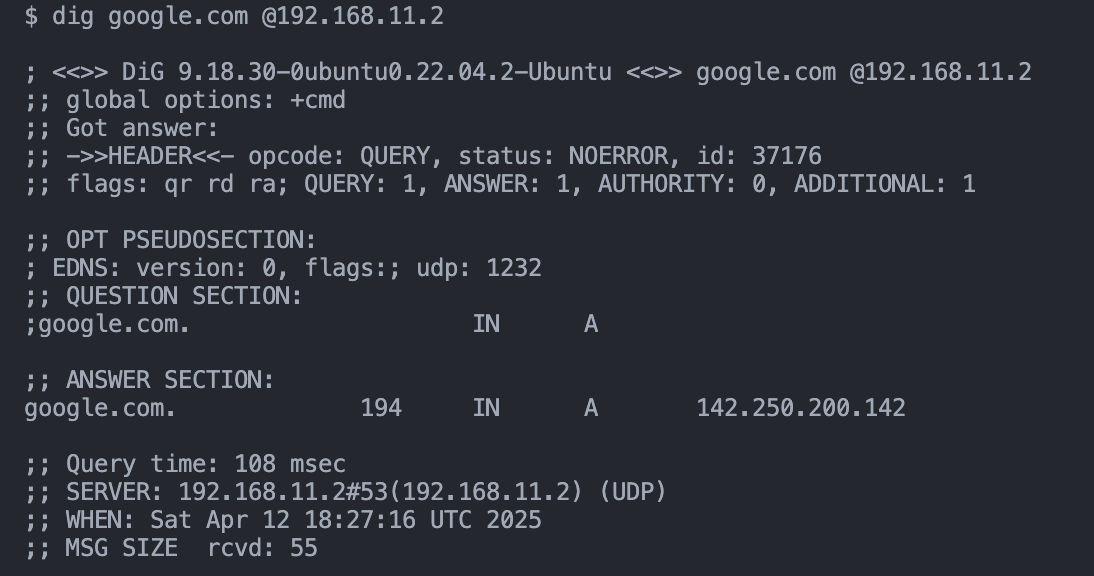 $ dig google.com @192.168.11.2
; <<>> DiG 9.18.30-0ubuntu0.22.04.2-Ubuntu <<>> google.com @192.168.11.2
;; global options: +cmd
;; Got answer:
;; ->>HEADER<<- opcode: QUERY, status: NOERROR, id: 37176
;; flags: qr rd ra; QUERY: 1, ANSWER: 1, AUTHORITY: 0, ADDITIONAL: 1
;; OPT PSEUDOSECTION:
; EDNS: version: 0, flags:; udp: 1232
;; QUESTION SECTION:
;google.com. IN A
;; ANSWER SECTION:
google.com. 194 IN A 142.250.200.142
;; Query time: 108 msec
;; SERVER: 192.168.11.2#53(192.168.11.2) (UDP)
;; WHEN: Sat Apr 12 18:27:16 UTC 2025
;; MSG SIZE  rcvd: 55